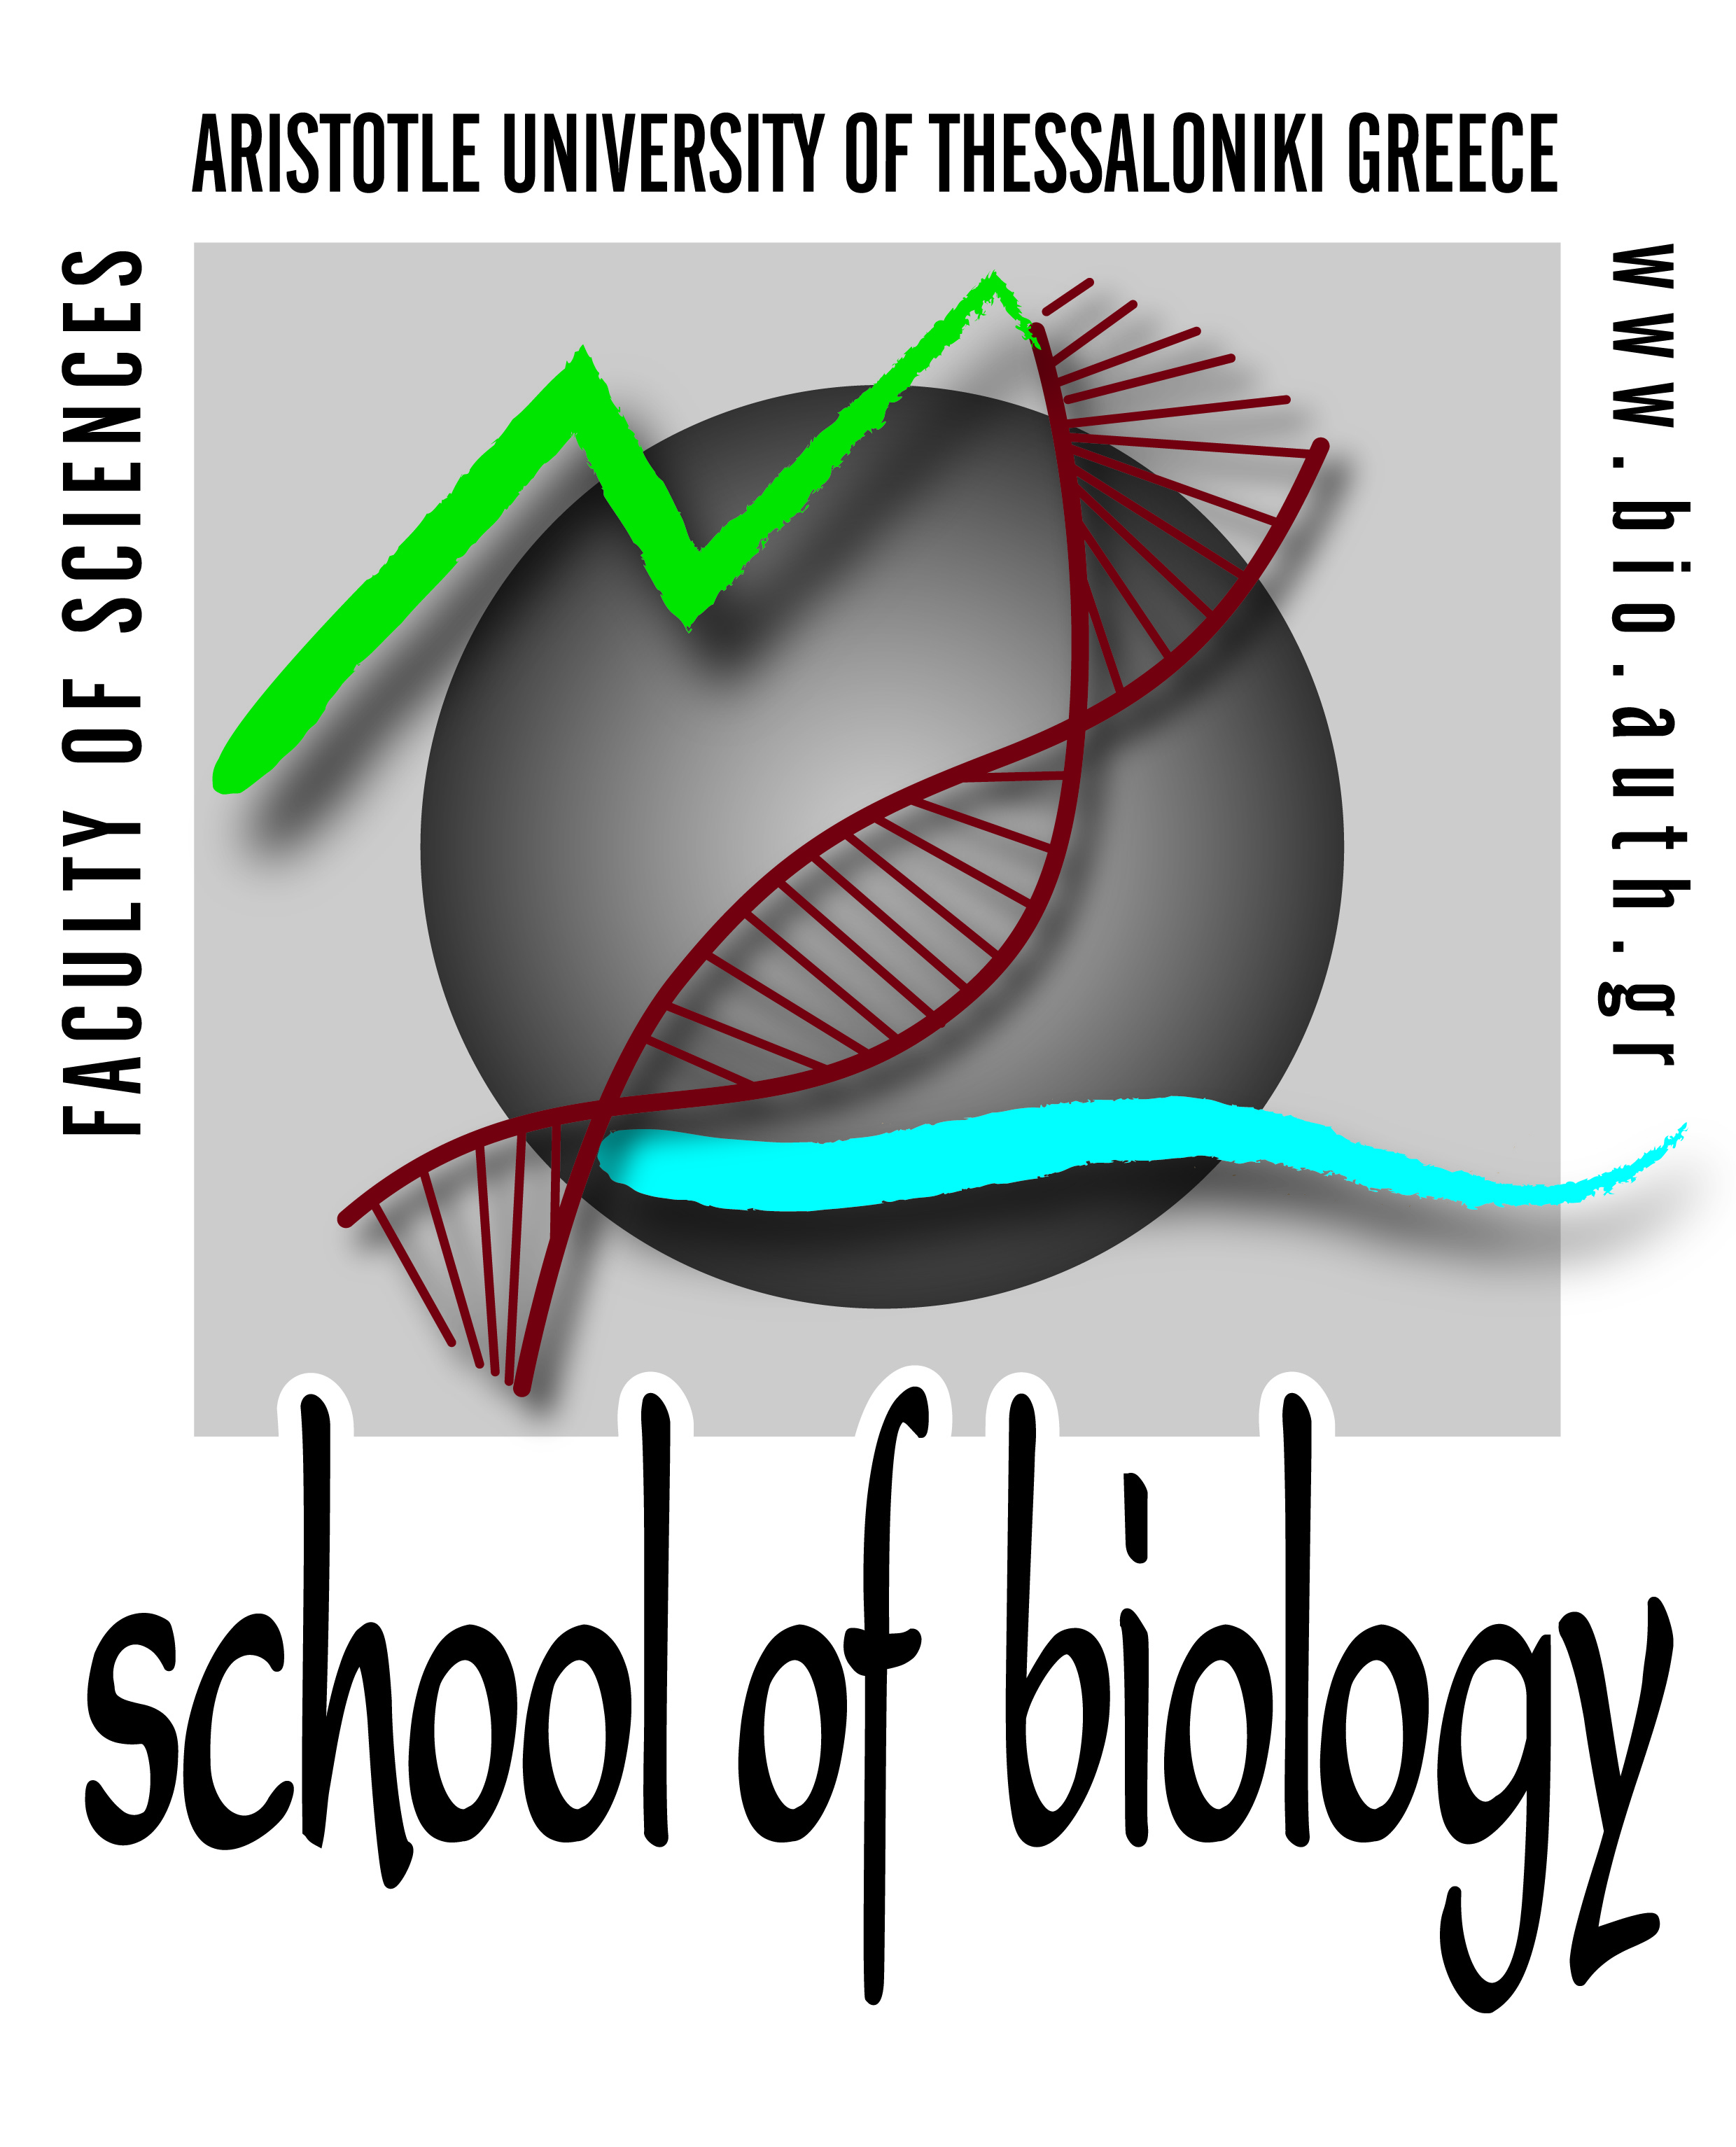 ARISTOTLE UNIVERSITY OF THESSALONIKI GREECE
FACULTY OF SCIENCES
www.bio.auth.gr
school of biology